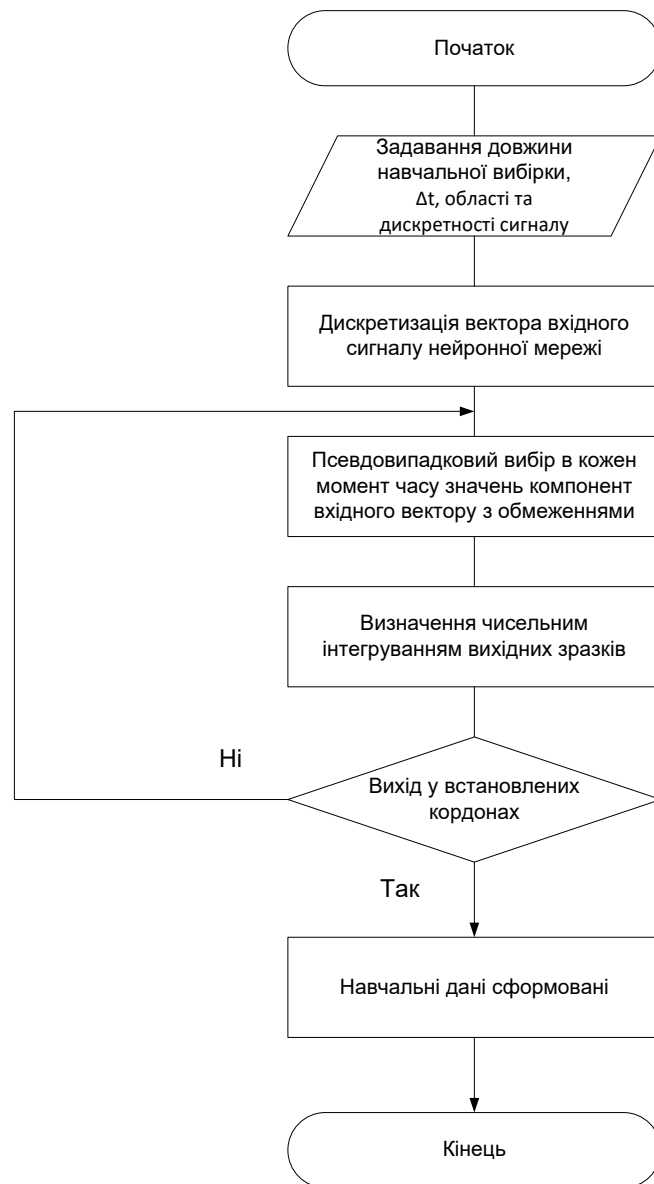 Початок
Задавання довжини
навчальної вибірки,
Δt, області та
дискретності сигналу
Дискретизація вектора вхідного
сигналу нейронної мережі
Псевдовипадковий вибір в кожен
момент часу значень компонент
вхідного вектору з обмеженнями
Визначення чисельним
інтегруванням вихідних зразків
Ні
Вихід у встановлених
кордонах
Так
Навчальні дані сформовані
Кінець